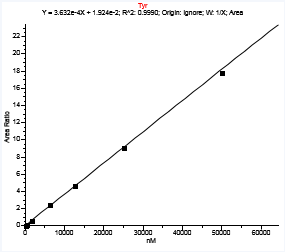 Tyr
Y = 3.632e-4X + 1.924e-2; R^2: 0.9990; Origin: Ignore; W: 1/X; Area
22
20
18
16
14
12
10
8
6
4
2
0
Area Ratio
0 10000 20000 30000 40000 50000 60000
nM